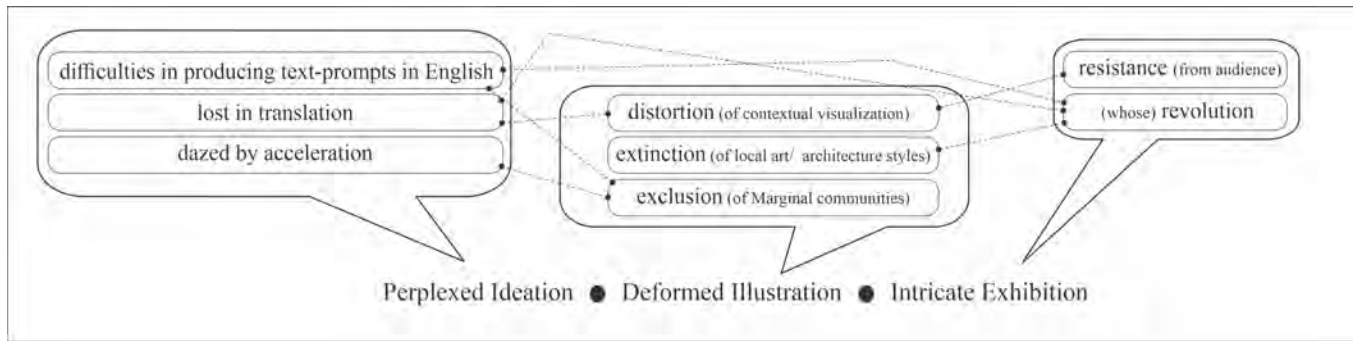 difficulties in producing text-prompts in English
lost in translation
dazed by acceleration
distortion (of contextual visualization)
extinction (of local art/ architecture styles)
exclusion (of Marginal communities)
resistance (from audience)
(whose) revolution
Perplexed Ideation ● Deformed Illustration ● Intricate Exhibition